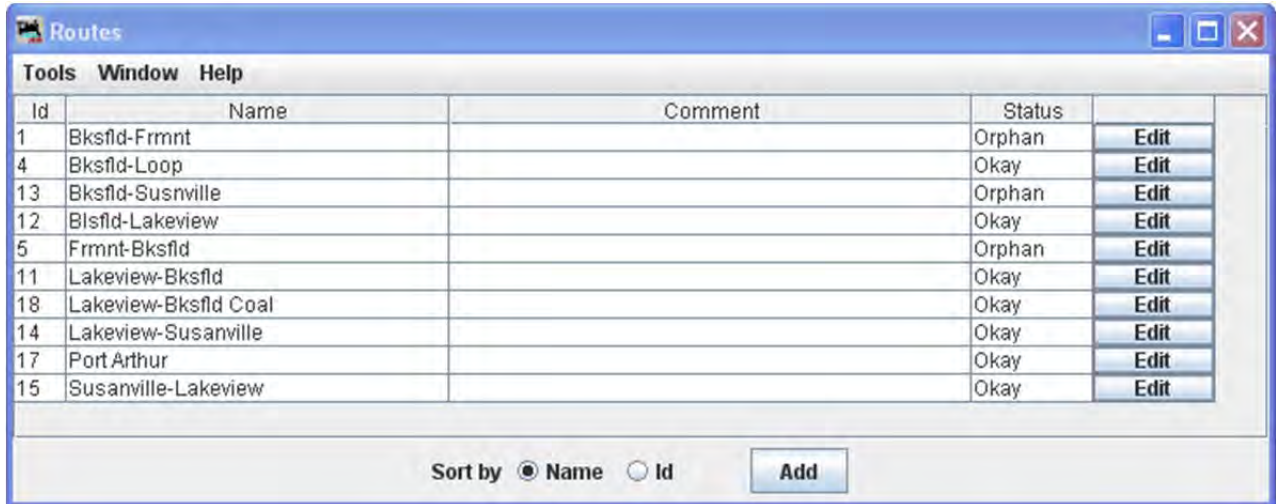 Routes
Tools Window Help
Id Name Comment Status
1 Bksfld-Frmnt Orphan Edit
4 Bksfld-Loop Okay Edit
13 Bksfld-Susnville Orphan Edit
12 Blsfld-Lakeview Okay Edit
5 Frmnt-Bksfld Orphan Edit
11 Lakeview-Bksfld Okay Edit
18 Lakeview-Bksfld Coal Okay Edit
14 Lakeview-Susanville Okay Edit
17 Port Arthur Okay Edit
15 Susanville-Lakeview Okay Edit
Sort by Name Id Add